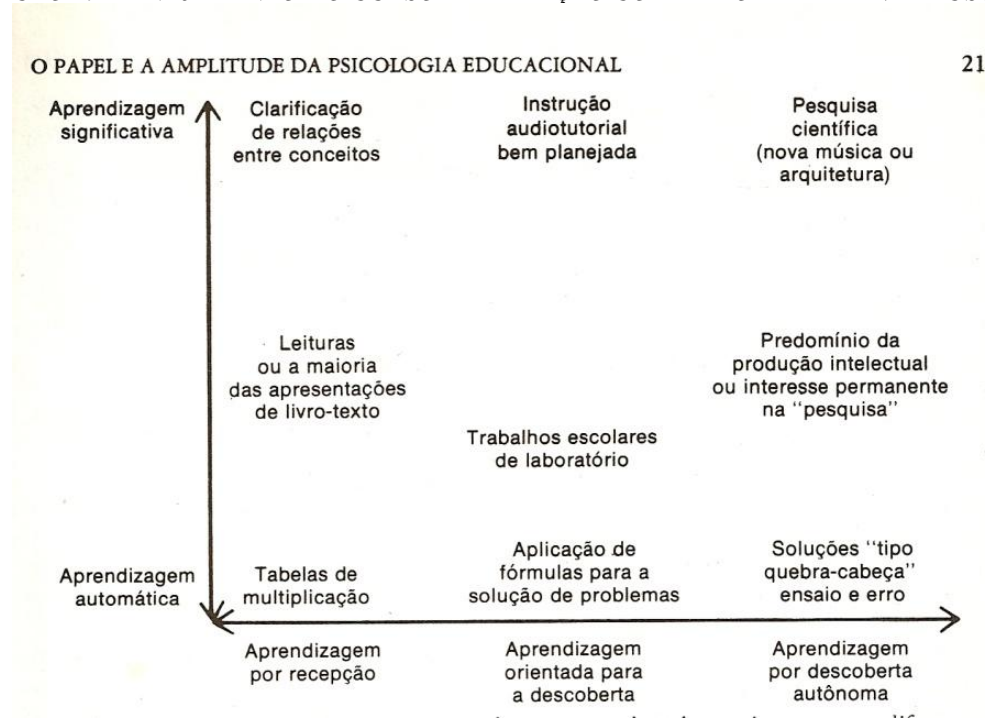 O PAPEL E A AMPLITUDE DA PSICOLOGIA EDUCACIONAL 21
Aprendizagem
significativa
Clarificação
de relações
entre conceitos
Instrução
audiotutorial
bem planejada
Pesquisa
científica
(nova música ou
arquitetura)
Leituras
ou a maioria
das apresentações
de livro-texto
Trabalhos escolares
de laboratório
Predomínio da
produção intelectual
ou interesse permanente
na "pesquisa"
Aprendizagem
automática
Tabelas de
multiplicação
Aplicação de
fórmulas para a
solução de problemas
Soluções "tipo
quebra-cabeça"
ensaio e erro
Aprendizagem
por recepção
Aprendizagem
orientada para
a descoberta
Aprendizagem
por descoberta
autônoma